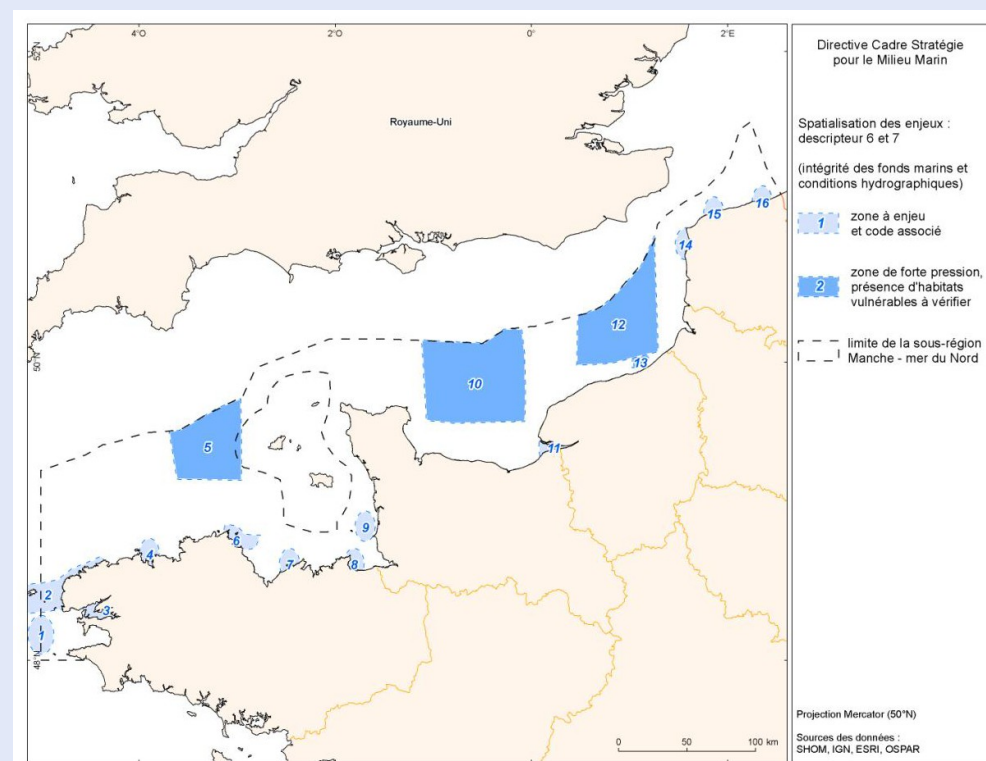 4°O 2°O 0° 2°E
52°N
Royaume-Uni
50°N
48°N
1
2
3
4
5
6
7
8
9
10
11
12
13
14
15
16
0 50 100 km
Directive Cadre Stratégie
pour le Milieu Marin
Spatialisation des enjeux :
descripteur 6 et 7
(intégrité des fonds marins et
conditions hydrographiques)
1 zone à enjeu
et code associé
2 zone de forte pression,
présence d'habitats
vulnérables à vérifier
limite de la sous-région
Manche - mer du Nord
Projection Mercator (50°N)
Sources des données :
SHOM, IGN, ESRI, OSPAR